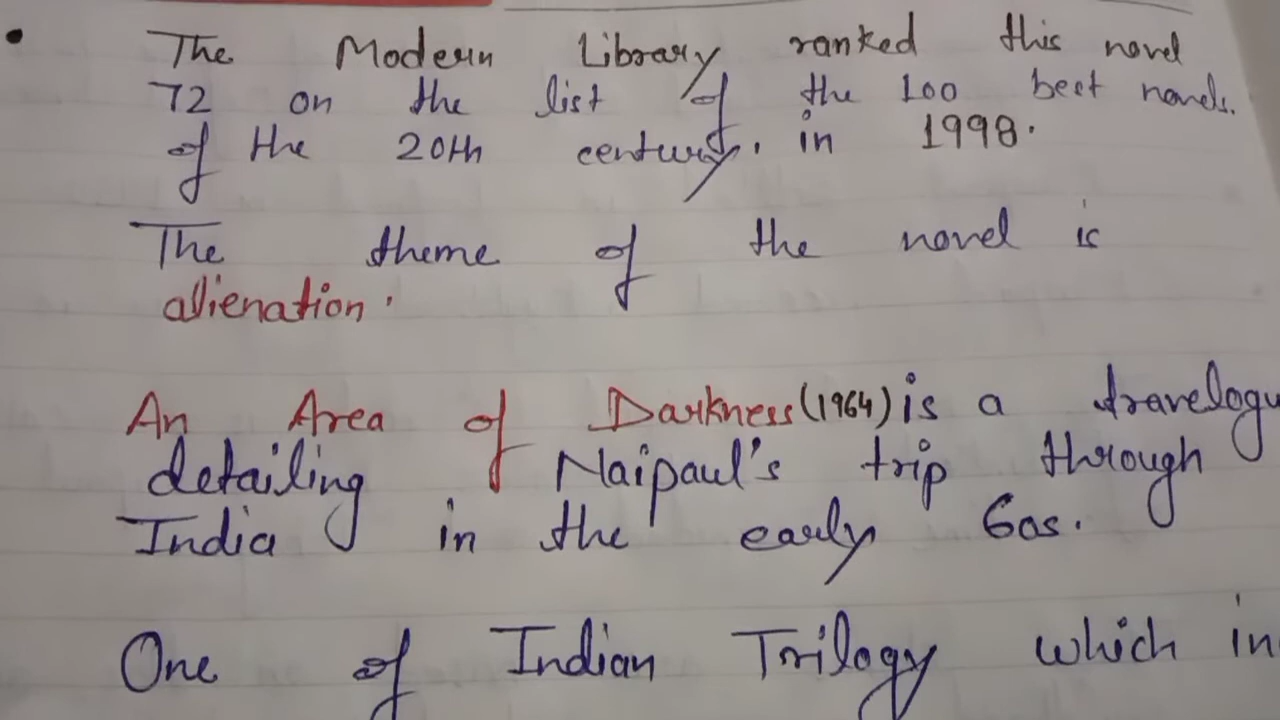 The Modern Library ranked this novel
72 on the list of the 100 best novels.
of the 20th century. in 1998.
The theme of the novel is
alienation.
An Area of Darkness (1964) is a travelogu
detailing Naipaul's trip through
India in the early 60s.
One of Indian Trilogy which in